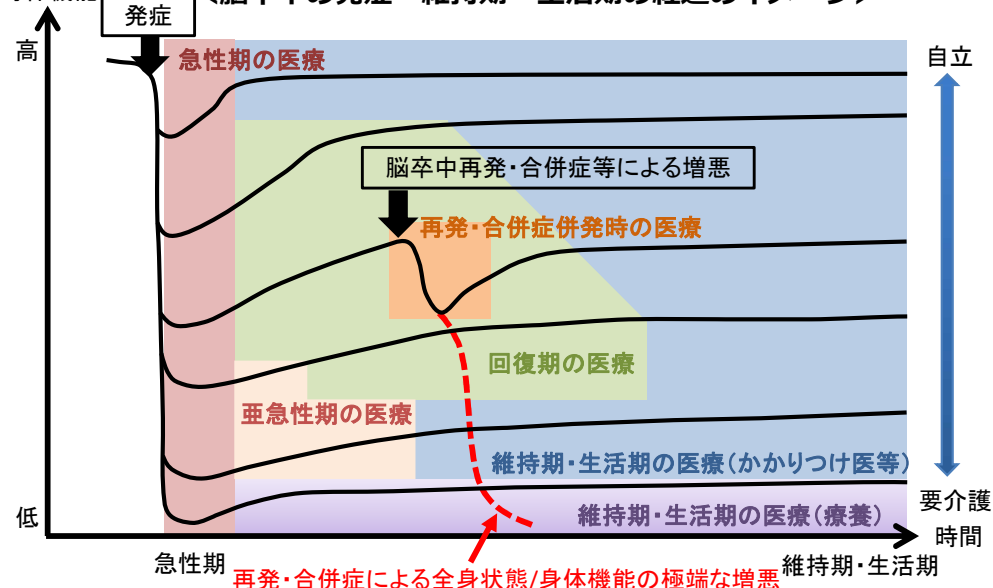 発症
高
急性期の医療
自立
脳卒中再発・合併症等による増悪
再発・合併症併発時の医療
回復期の医療
亜急性期の医療
維持期・生活期の医療(かかりつけ医等)
維持期・生活期の医療(療養)
要介護
低
時間
急性期
維持期・生活期
再発・合併症による全身状態/身体機能の極端な増悪